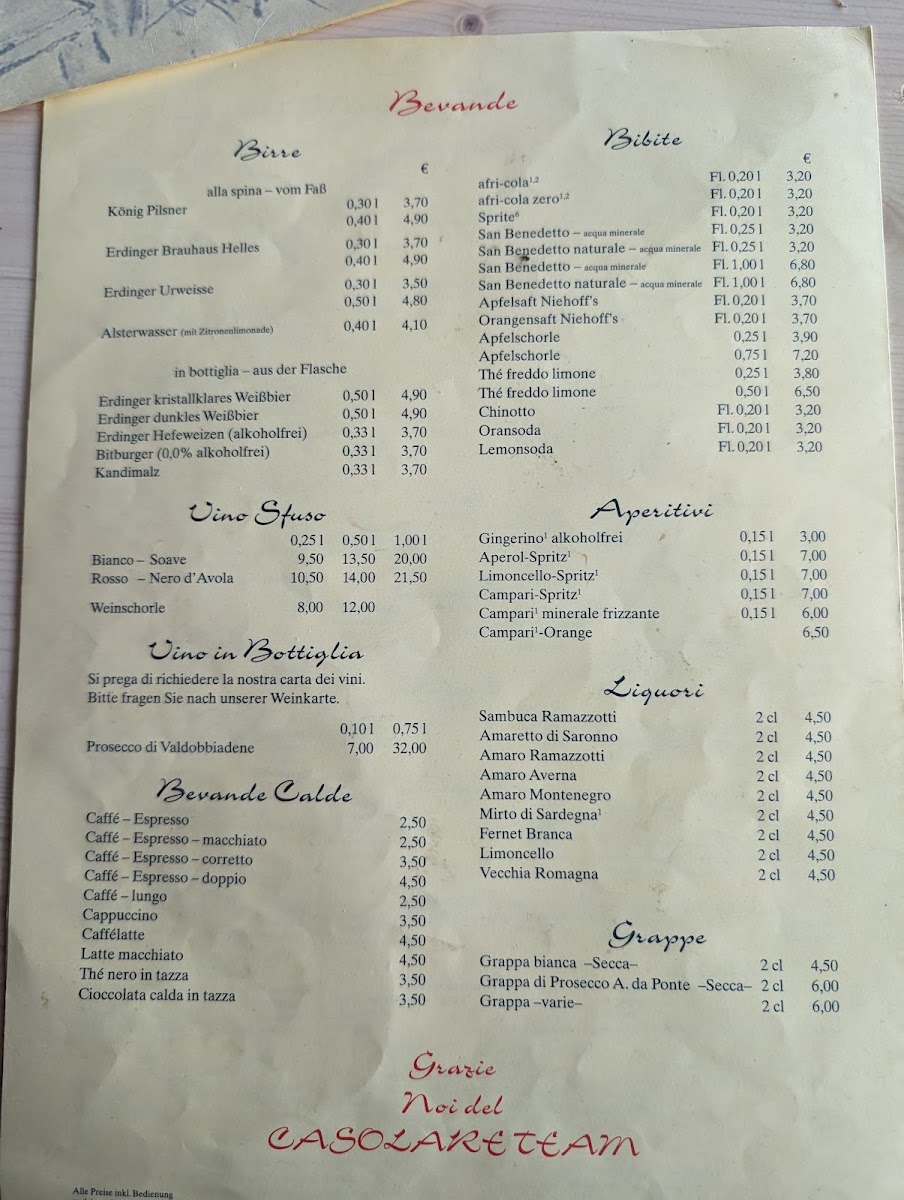 Bevande
Birre
€
alla spina – vom Faß
König Pilsner 0,30 l 3,70
0,40 l 4,90
Erdinger Brauhaus Helles 0,30 l 3,70
0,40 l 4,90
Erdinger Urweisse 0,30 l 3,50
0,50 l 4,80
Alsterwasser (mit Zitronenlimonade) 0,40 l 4,10
in bottiglia – aus der Flasche
Erdinger kristallklares Weißbier 0,50 l 4,90
Erdinger dunkles Weißbier 0,50 l 4,90
Erdinger Hefeweizen (alkoholfrei) 0,33 l 3,70
Bitburger (0,0% alkoholfrei) 0,33 l 3,70
Kandimalz 0,33 l 3,70
Vino Sfuso
0,25 l 0,50 l 1,00 l
Bianco – Soave 9,50 13,50 20,00
Rosso – Nero d'Avola 10,50 14,00 21,50
Weinschorle 8,00 12,00
Vino in Bottiglia
Si prega di richiedere la nostra carta dei vini.
Bitte fragen Sie nach unserer Weinkarte.
0,10 l 0,75 l
Prosecco di Valdobbiadene 7,00 32,00
Bevande Calde
Caffé – Espresso 2,50
Caffé – Espresso – macchiato 2,50
Caffé – Espresso – corretto 3,50
Caffé – Espresso – doppio 4,50
Caffé – lungo 2,50
Cappuccino 3,50
Caffélatte 4,50
Latte macchiato 4,50
Thé nero in tazza 3,50
Cioccolata calda in tazza 3,50
Bibite
€
afri-cola¹,² Fl. 0,20 l 3,20
afri-cola zero¹,² Fl. 0,20 l 3,20
Sprite⁶ Fl. 0,20 l 3,20
San Benedetto – acqua minerale Fl. 0,25 l 3,20
San Benedetto naturale – acqua minerale Fl. 0,25 l 3,20
San Benedetto – acqua minerale Fl. 1,00 l 6,80
San Benedetto naturale – acqua minerale Fl. 1,00 l 6,80
Apfelsaft Niehoff's Fl. 0,20 l 3,70
Orangensaft Niehoff's Fl. 0,20 l 3,70
Apfelschorle 0,25 l 3,90
Apfelschorle 0,75 l 7,20
Thé freddo limone 0,25 l 3,80
Thé freddo limone 0,50 l 6,50
Chinotto Fl. 0,20 l 3,20
Oransoda Fl. 0,20 l 3,20
Lemonsoda Fl. 0,20 l 3,20
Aperitivi
Gingerino¹ alkoholfrei 0,15 l 3,00
Aperol-Spritz¹ 0,15 l 7,00
Limoncello-Spritz¹ 0,15 l 7,00
Campari-Spritz¹ 0,15 l 7,00
Campari¹ minerale frizzante 0,15 l 6,00
Campari¹-Orange 6,50
Liquori
Sambuca Ramazzotti 2 cl 4,50
Amaretto di Saronno 2 cl 4,50
Amaro Ramazzotti 2 cl 4,50
Amaro Averna 2 cl 4,50
Amaro Montenegro 2 cl 4,50
Mirto di Sardegna¹ 2 cl 4,50
Fernet Branca 2 cl 4,50
Limoncello 2 cl 4,50
Vecchia Romagna 2 cl 4,50
Grappe
Grappa bianca –Secca– 2 cl 4,50
Grappa di Prosecco A. da Ponte –Secca– 2 cl 6,00
Grappa –varie– 2 cl 6,00
Grazie
Noi del
CASOLARETEAM
Alle Preise inkl. Bedienung